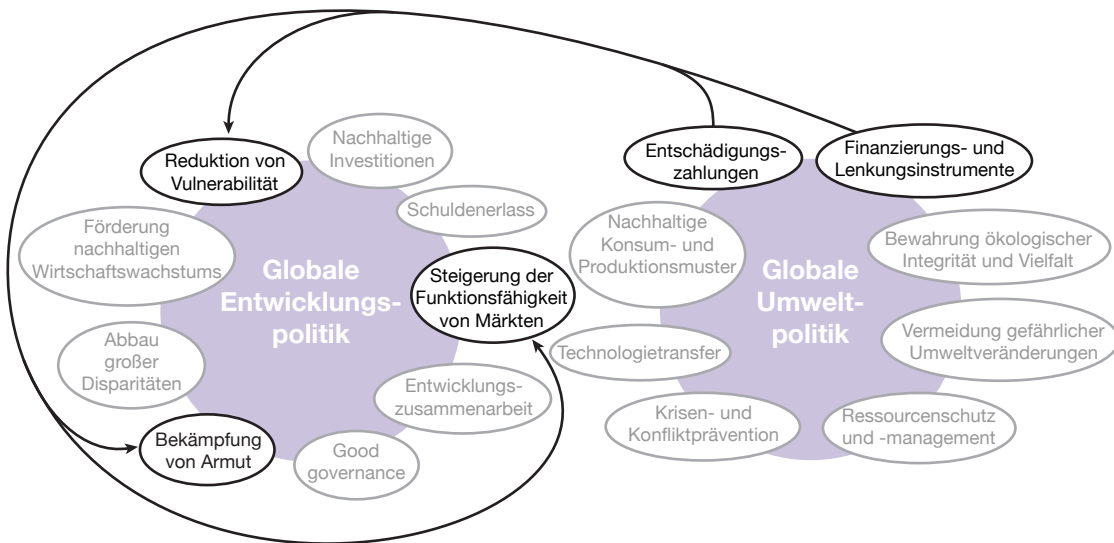 Reduktion von
Vulnerabilität
Nachhaltige
Investitionen
Schuldenerlass
Förderung
nachhaltigen
Wirtschaftswachstums
Globale
Entwicklungs-
politik
Steigerung der
Funktionsfähigkeit
von Märkten
Abbau
großer
Disparitäten
Entwicklungs-
zusammenarbeit
Bekämpfung
von Armut
Good
governance
Entschädigungs-
zahlungen
Finanzierungs- und
Lenkungsinstrumente
Nachhaltige
Konsum- und
Produktionsmuster
Globale
Umwelt-
politik
Bewahrung ökologischer
Integrität und Vielfalt
Technologietransfer
Vermeidung gefährlicher
Umweltveränderungen
Krisen- und
Konfliktprävention
Ressourcenschutz
und -management